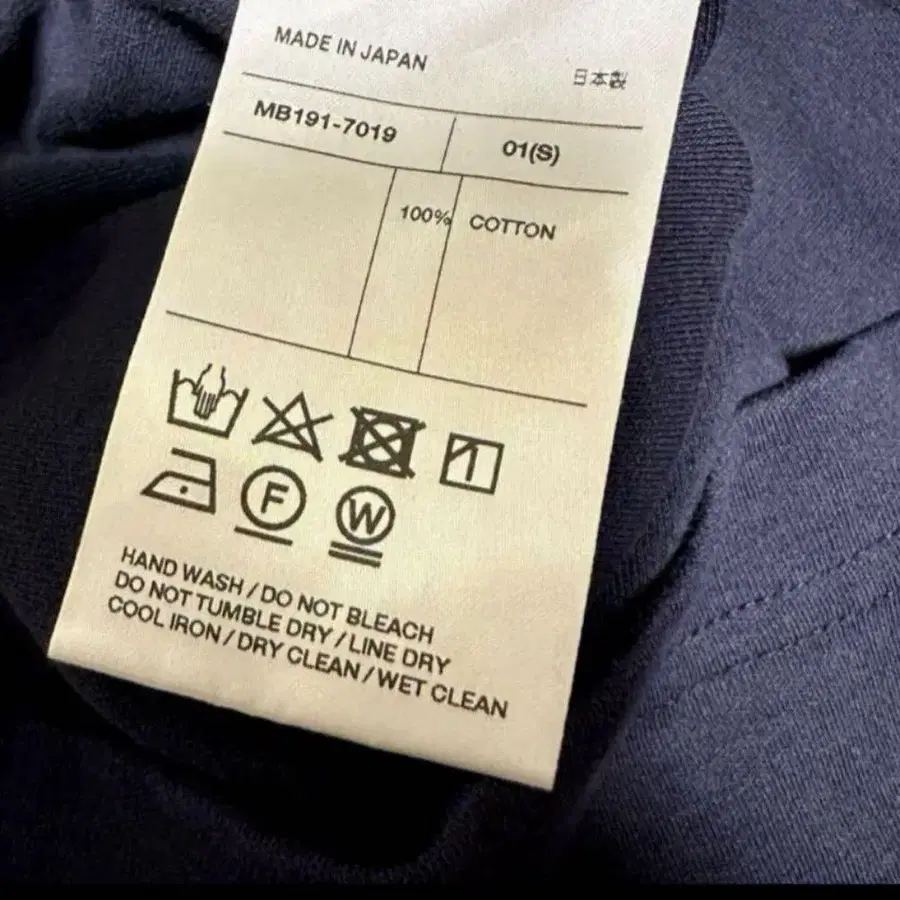 MADE IN JAPAN
日本製
MB191-7019 01(S)
100% COTTON
F W
HAND WASH / DO NOT BLEACH
DO NOT TUMBLE DRY / LINE DRY
COOL IRON / DRY CLEAN / WET CLEAN